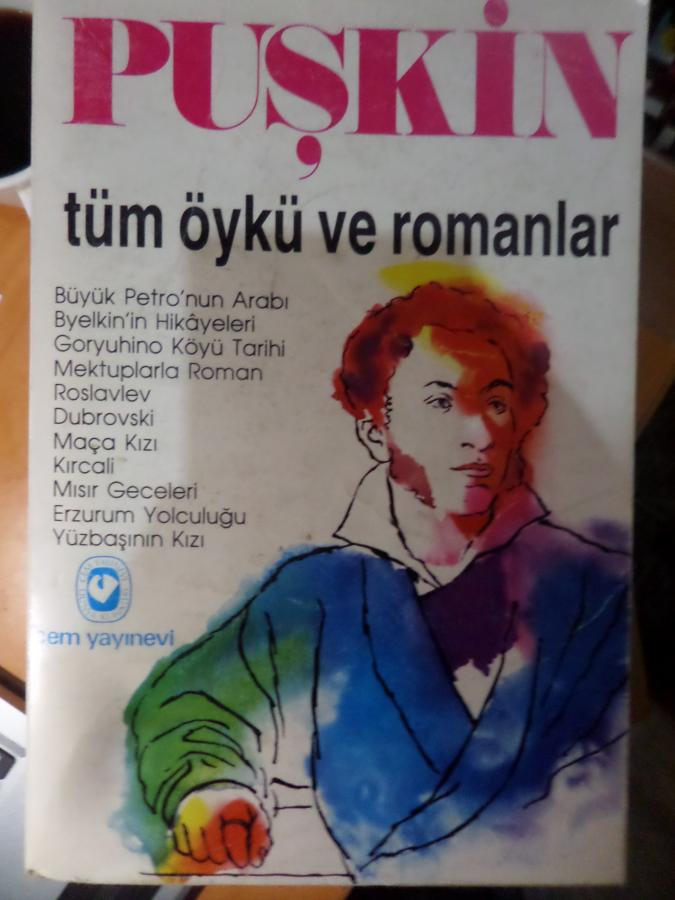 PUŞKİN
tüm öykü ve romanlar
Büyük Petro'nun Arabı
Byelkin'in Hikâyeleri
Goryuhino Köyü Tarihi
Mektuplarla Roman
Roslavlev
Dubrovski
Maça Kızı
Kırcali
Mısır Geceleri
Erzurum Yolculuğu
Yüzbaşının Kızı
cem yayınevi